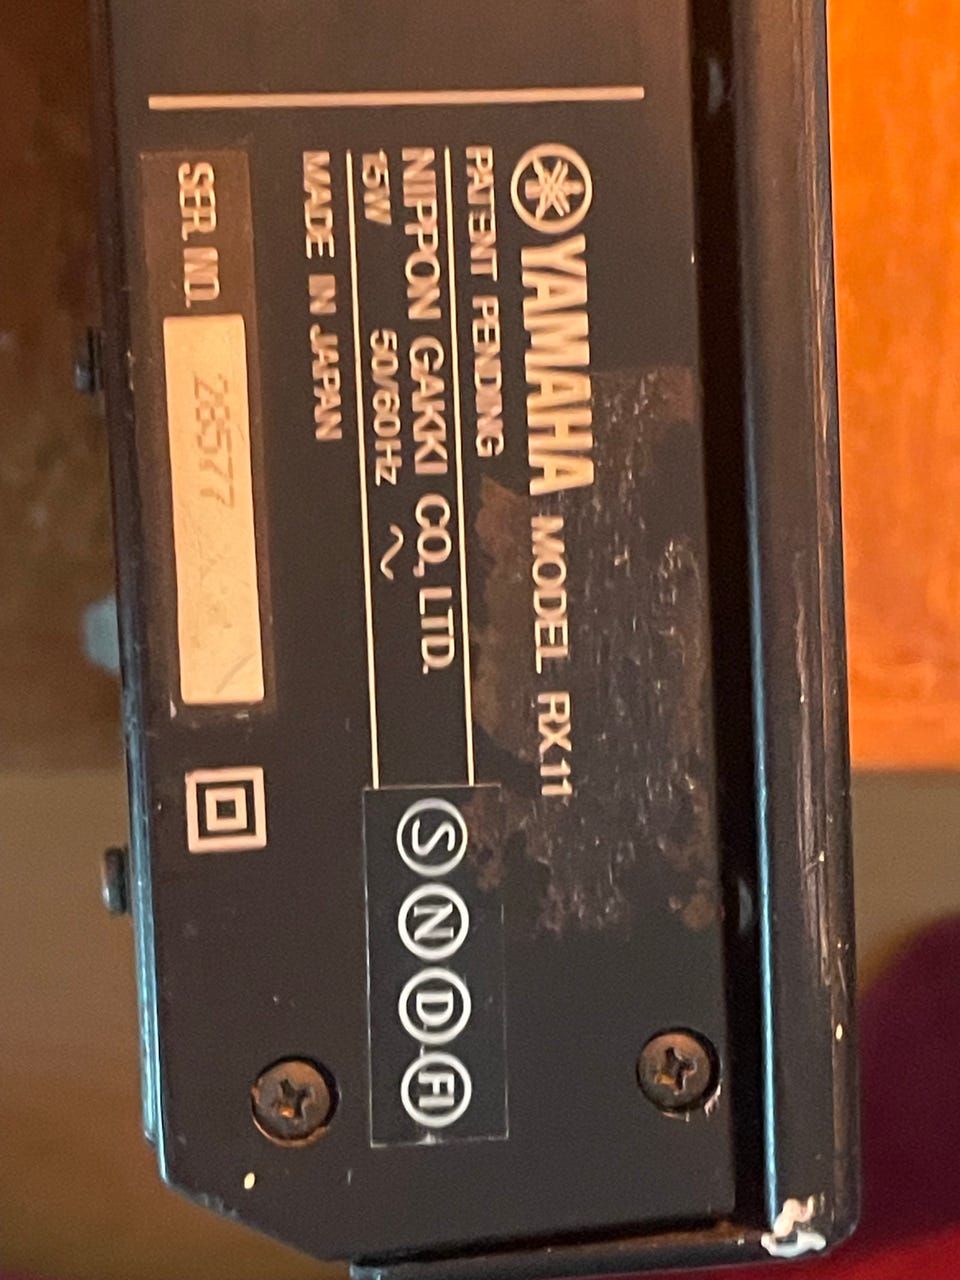 YAMAHA MODEL RX11
PATENT PENDING
NIPPON GAKKI CO., LTD.
15W 50/60Hz ~
MADE IN JAPAN
SER. NO. 28577
S N D FI